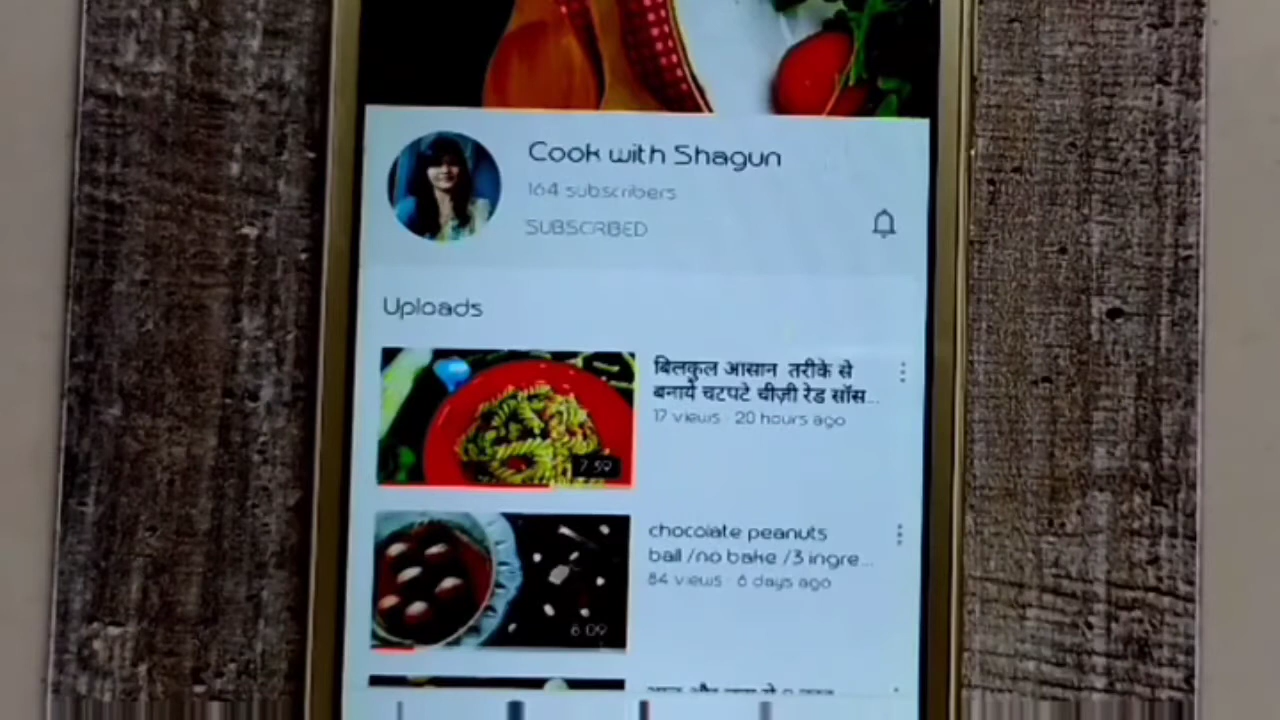 Cook with Shagun
164 subscribers
SUBSCRIBED
Uploads
बिलकुल आसान तरीके से
बनायें चटपटे चीज़ी रेड सॉस...
17 views · 20 hours ago
7:59
chocolate peanuts
ball /no bake /3 ingre...
84 views · 6 days ago
6:09